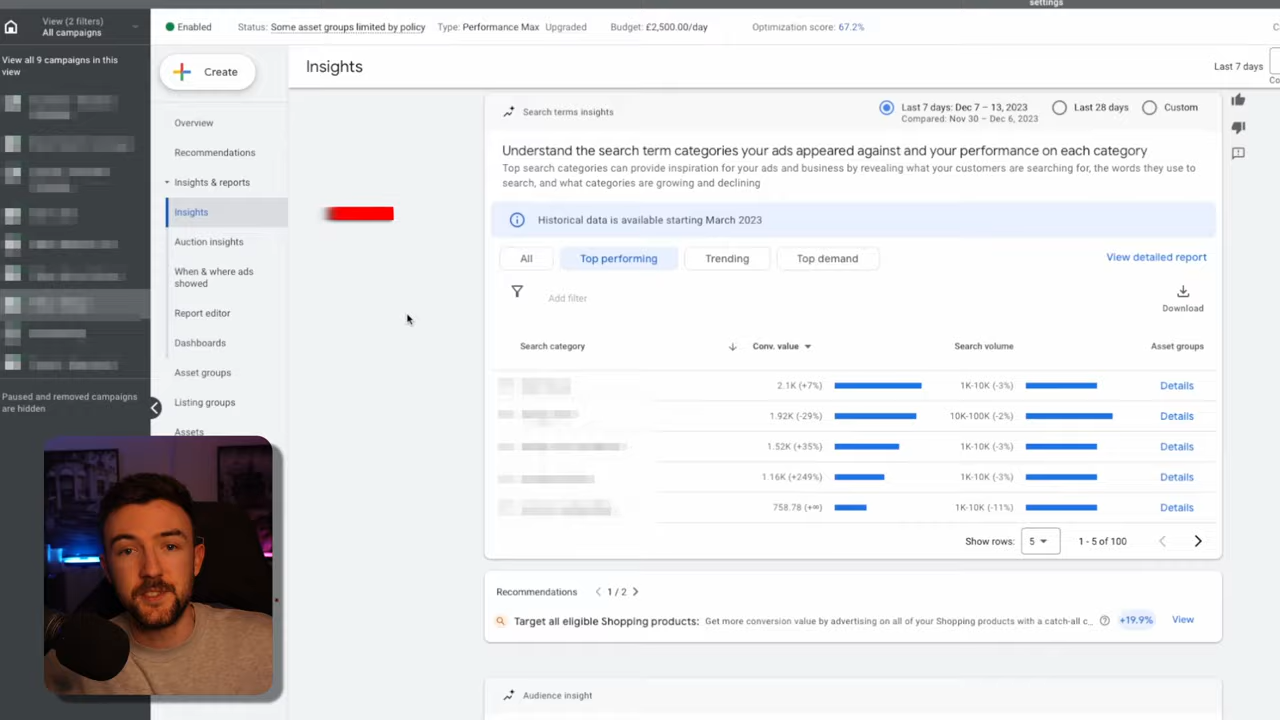 settings
View (2 filters)
All campaigns
Enabled
Status: Some asset groups limited by policy
Type: Performance Max Upgraded
Budget: £2,500.00/day
Optimization score: 67.2%
View all 9 campaigns in this
view
Create
Insights
Last 7 days
Overview
Recommendations
Insights & reports
Insights
Auction insights
When & where ads
showed
Report editor
Dashboards
Asset groups
Listing groups
Assets
Paused and removed campaigns
are hidden
Search terms insights
Last 7 days: Dec 7 – 13, 2023
Compared: Nov 30 – Dec 6, 2023
Last 28 days
Custom
Understand the search term categories your ads appeared against and your performance on each category
Top search categories can provide inspiration for your ads and business by revealing what your customers are searching for, the words they use to
search, and what categories are growing and declining
Historical data is available starting March 2023
All
Top performing
Trending
Top demand
View detailed report
Add filter
Download
Search category
Conv. value
Search volume
Asset groups
2.1K (+7%)
1K-10K (-3%)
Details
1.92K (-29%)
10K-100K (-2%)
Details
1.52K (+35%)
1K-10K (-3%)
Details
1.16K (+249%)
1K-10K (-3%)
Details
758.78 (+∞)
1K-10K (-11%)
Details
Show rows: 5
1 - 5 of 100
Recommendations
1 / 2
Target all eligible Shopping products: Get more conversion value by advertising on all of your Shopping products with a catch-all c...
+19.9%
View
Audience insight